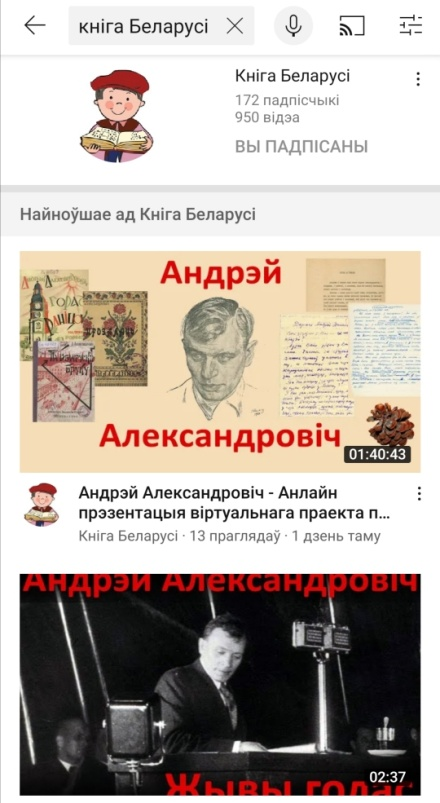 кніга Беларусі
Кніга Беларусі
172 падпісчыкі
950 відэа
ВЫ ПАДПІСАНЫ
Найноўшае ад Кніга Беларусі
Андрэй
Александровіч
01:40:43
Андрэй Александровіч - Анлайн
прэзентацыя віртуальнага праекта п...
Кніга Беларусі · 13 праглядаў · 1 дзень таму
Андрэй Александровіч
Жывы голас
02:37